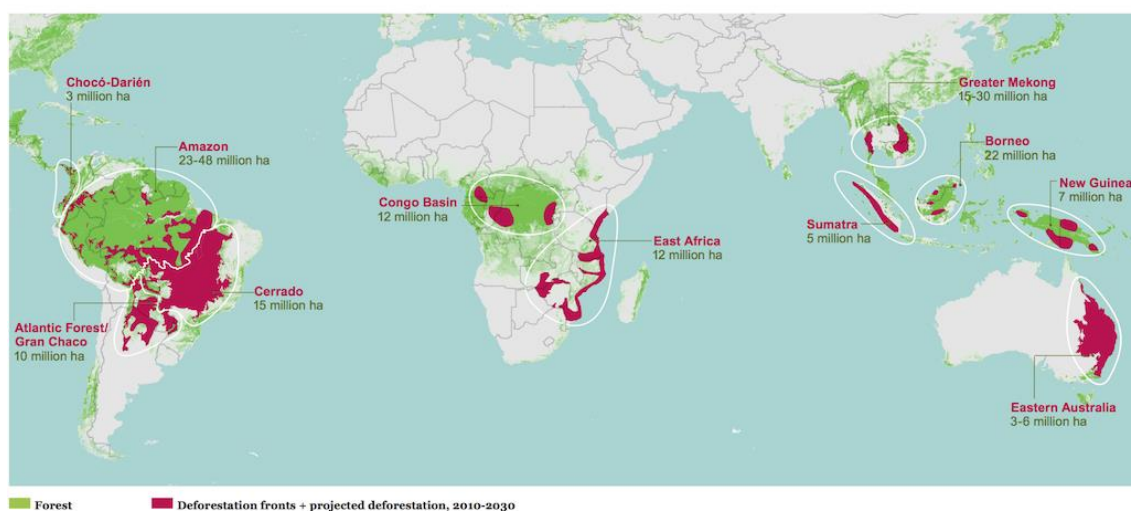 Chocó-Darién
3 million ha
Amazon
23-48 million ha
Congo Basin
12 million ha
East Africa
12 million ha
Greater Mekong
15-30 million ha
Borneo
22 million ha
New Guinea
7 million ha
Sumatra
5 million ha
Cerrado
15 million ha
Atlantic Forest/
Gran Chaco
10 million ha
Eastern Australia
3-6 million ha
Forest
Deforestation fronts + projected deforestation, 2010-2030